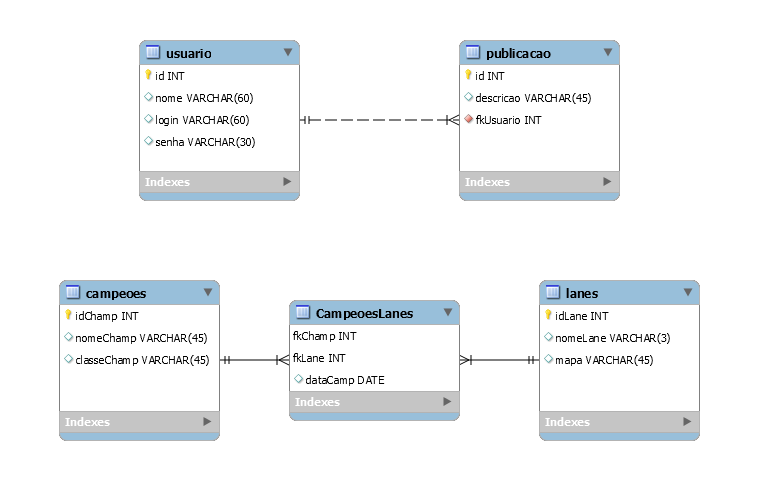 usuario
id INT
nome VARCHAR(60)
login VARCHAR(60)
senha VARCHAR(30)
Indexes
publicacao
id INT
descricao VARCHAR(45)
fkUsuario INT
Indexes
campeoes
idChamp INT
nomeChamp VARCHAR(45)
classeChamp VARCHAR(45)
Indexes
CampeoesLanes
fkChamp INT
fkLane INT
dataCamp DATE
Indexes
lanes
idLane INT
nomeLane VARCHAR(3)
mapa VARCHAR(45)
Indexes